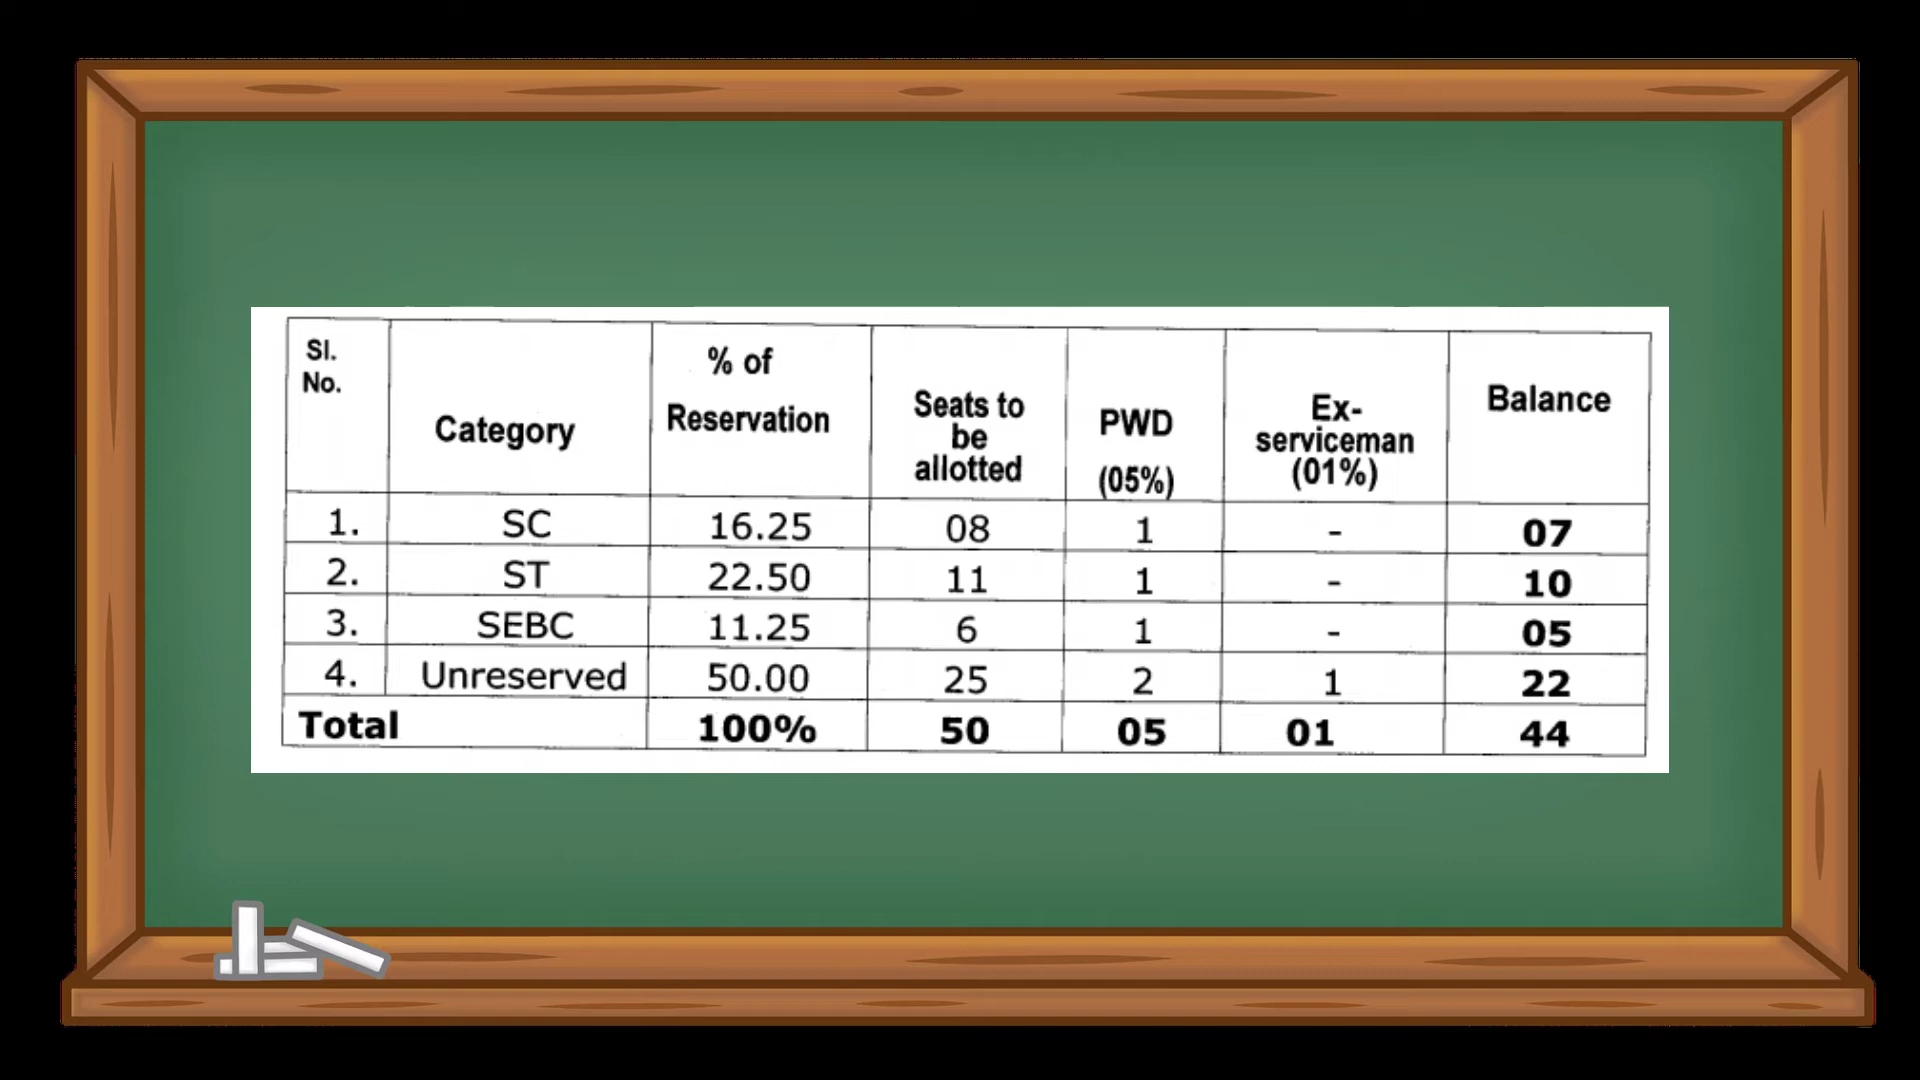 Sl. No. Category % of Reservation Seats to be allotted PWD (05%) Ex-serviceman (01%) Balance
1. SC 16.25 08 1 - 07
2. ST 22.50 11 1 - 10
3. SEBC 11.25 6 1 - 05
4. Unreserved 50.00 25 2 1 22
Total 100% 50 05 01 44